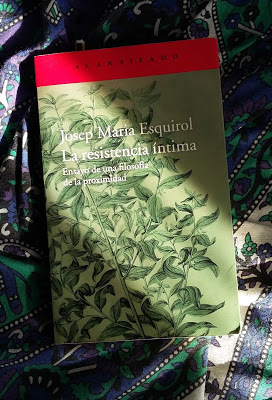 ACANTILADO
Josep Maria Esquirol
La resistencia íntima
Ensayo de una filosofía
de la proximidad